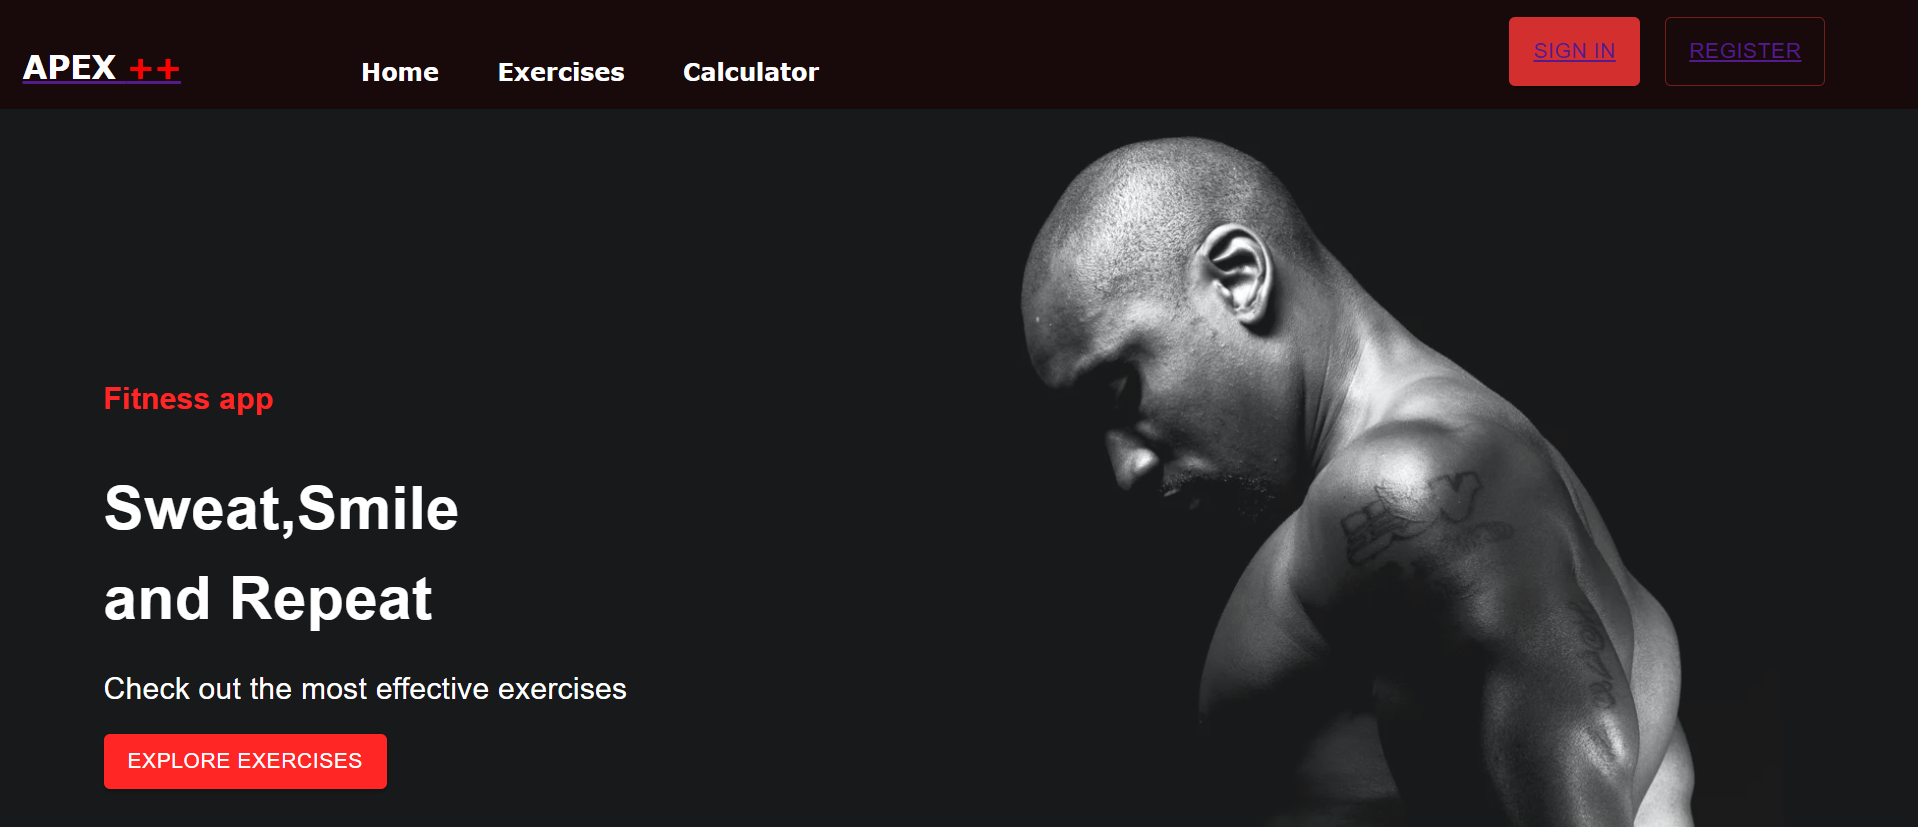 APEX ++
Home
Exercises
Calculator
SIGN IN
REGISTER
Fitness app
Sweat,Smile
and Repeat
Check out the most effective exercises
EXPLORE EXERCISES